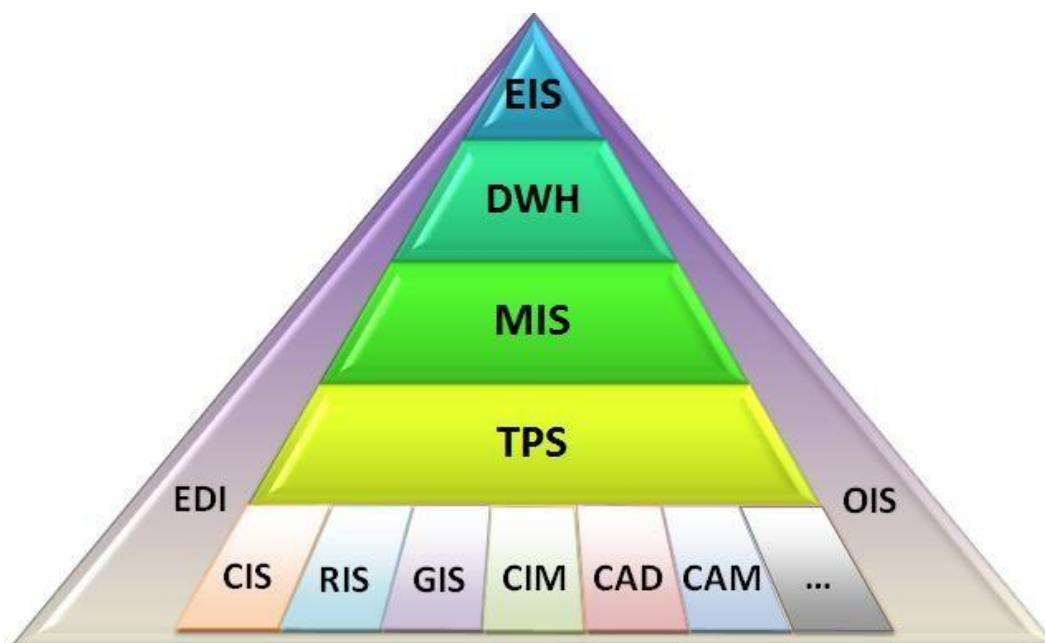 EIS
DWH
MIS
TPS
EDI
OIS
CIS RIS GIS CIM CAD CAM ...